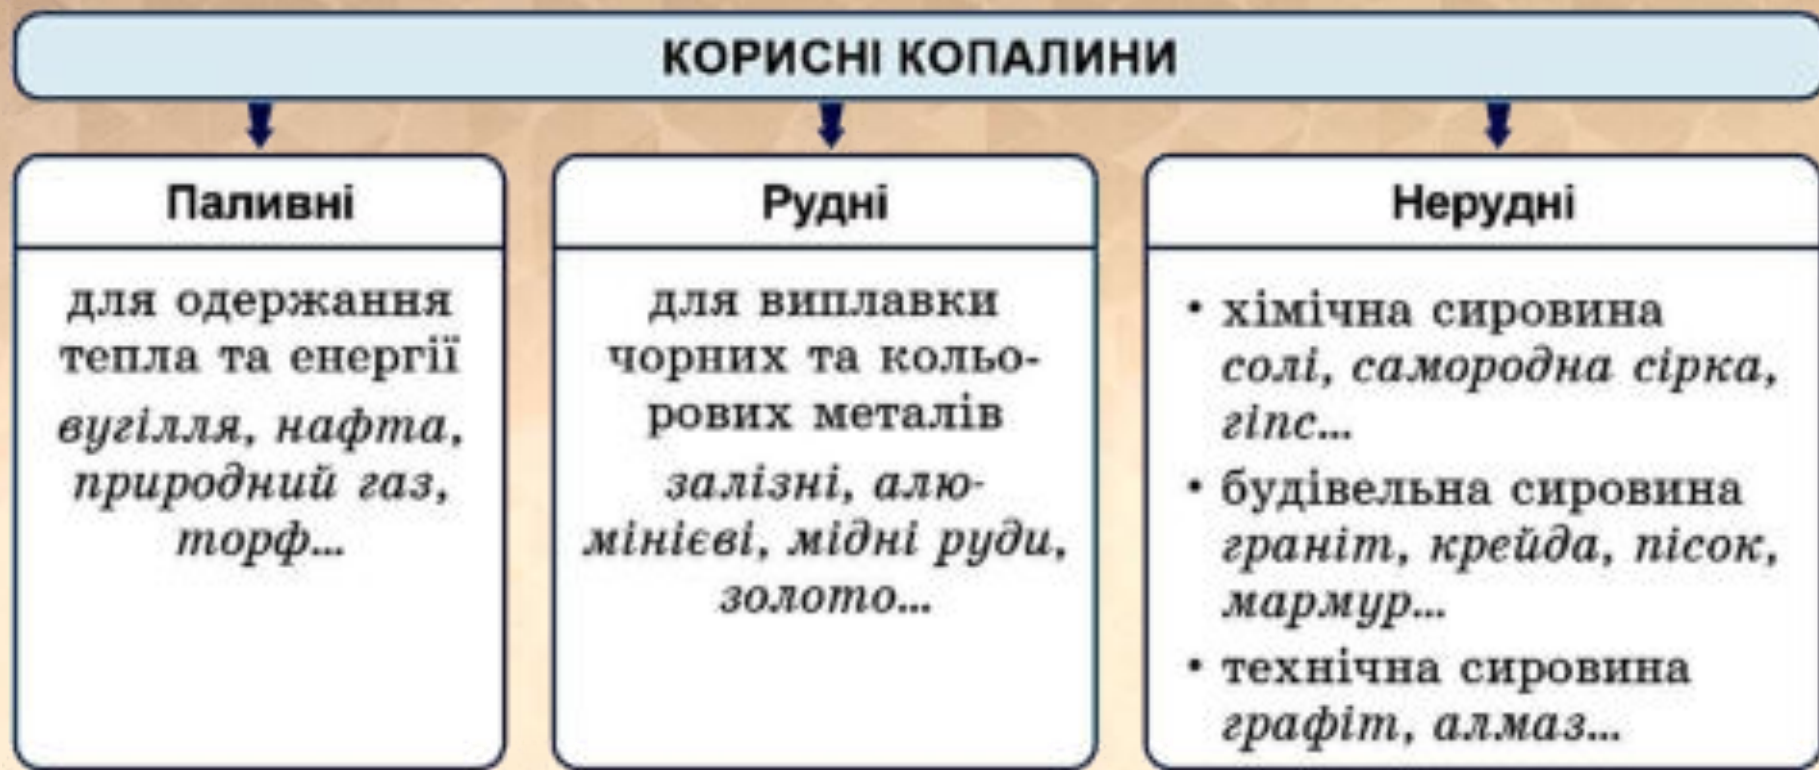 КОРИСНІ КОПАЛИНИ
Паливні
для одержання
тепла та енергії
вугілля, нафта,
природний газ,
торф...
Рудні
для виплавки
чорних та кольо-
рових металів
залізні, алю-
мінієві, мідні руди,
золото...
Нерудні
• хімічна сировина
солі, самородна сірка,
гіпс...
• будівельна сировина
граніт, крейда, пісок,
мармур...
• технічна сировина
графіт, алмаз...